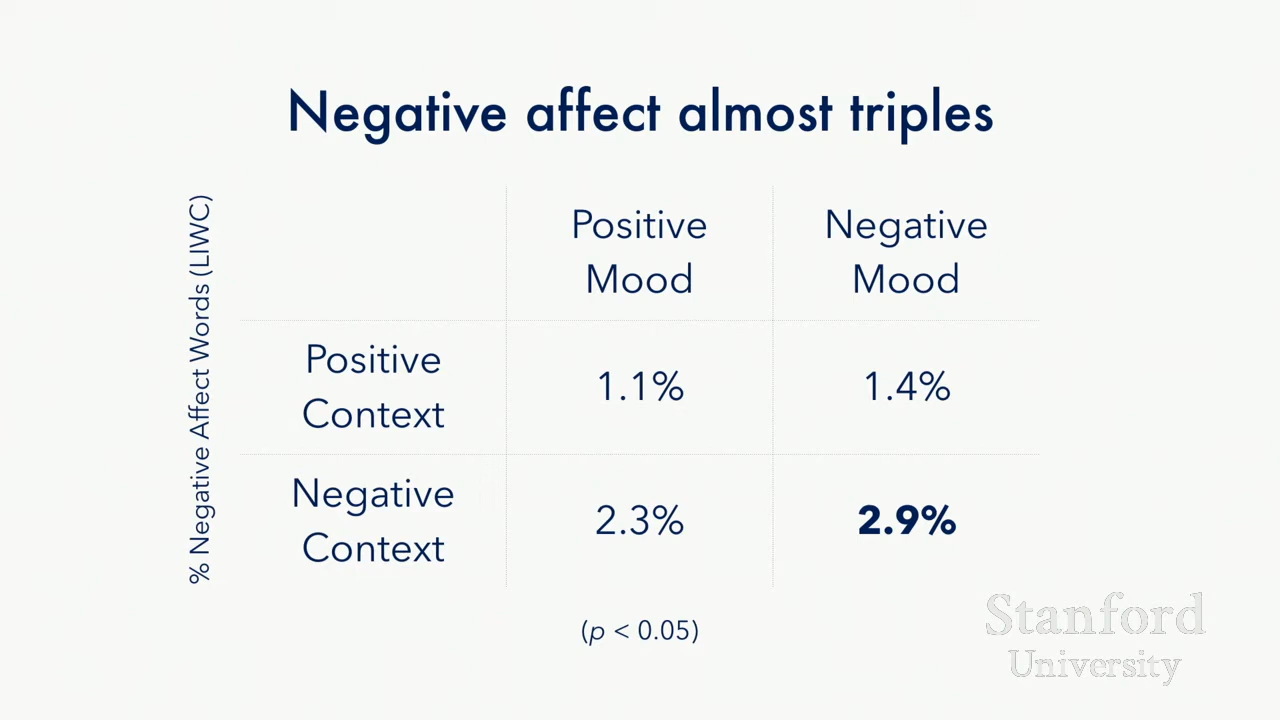 Negative affect almost triples
% Negative Affect Words (LIWC)
Positive
Mood
Negative
Mood
Positive
Context
1.1%
1.4%
Negative
Context
2.3%
2.9%
(p < 0.05)
Stanford
University